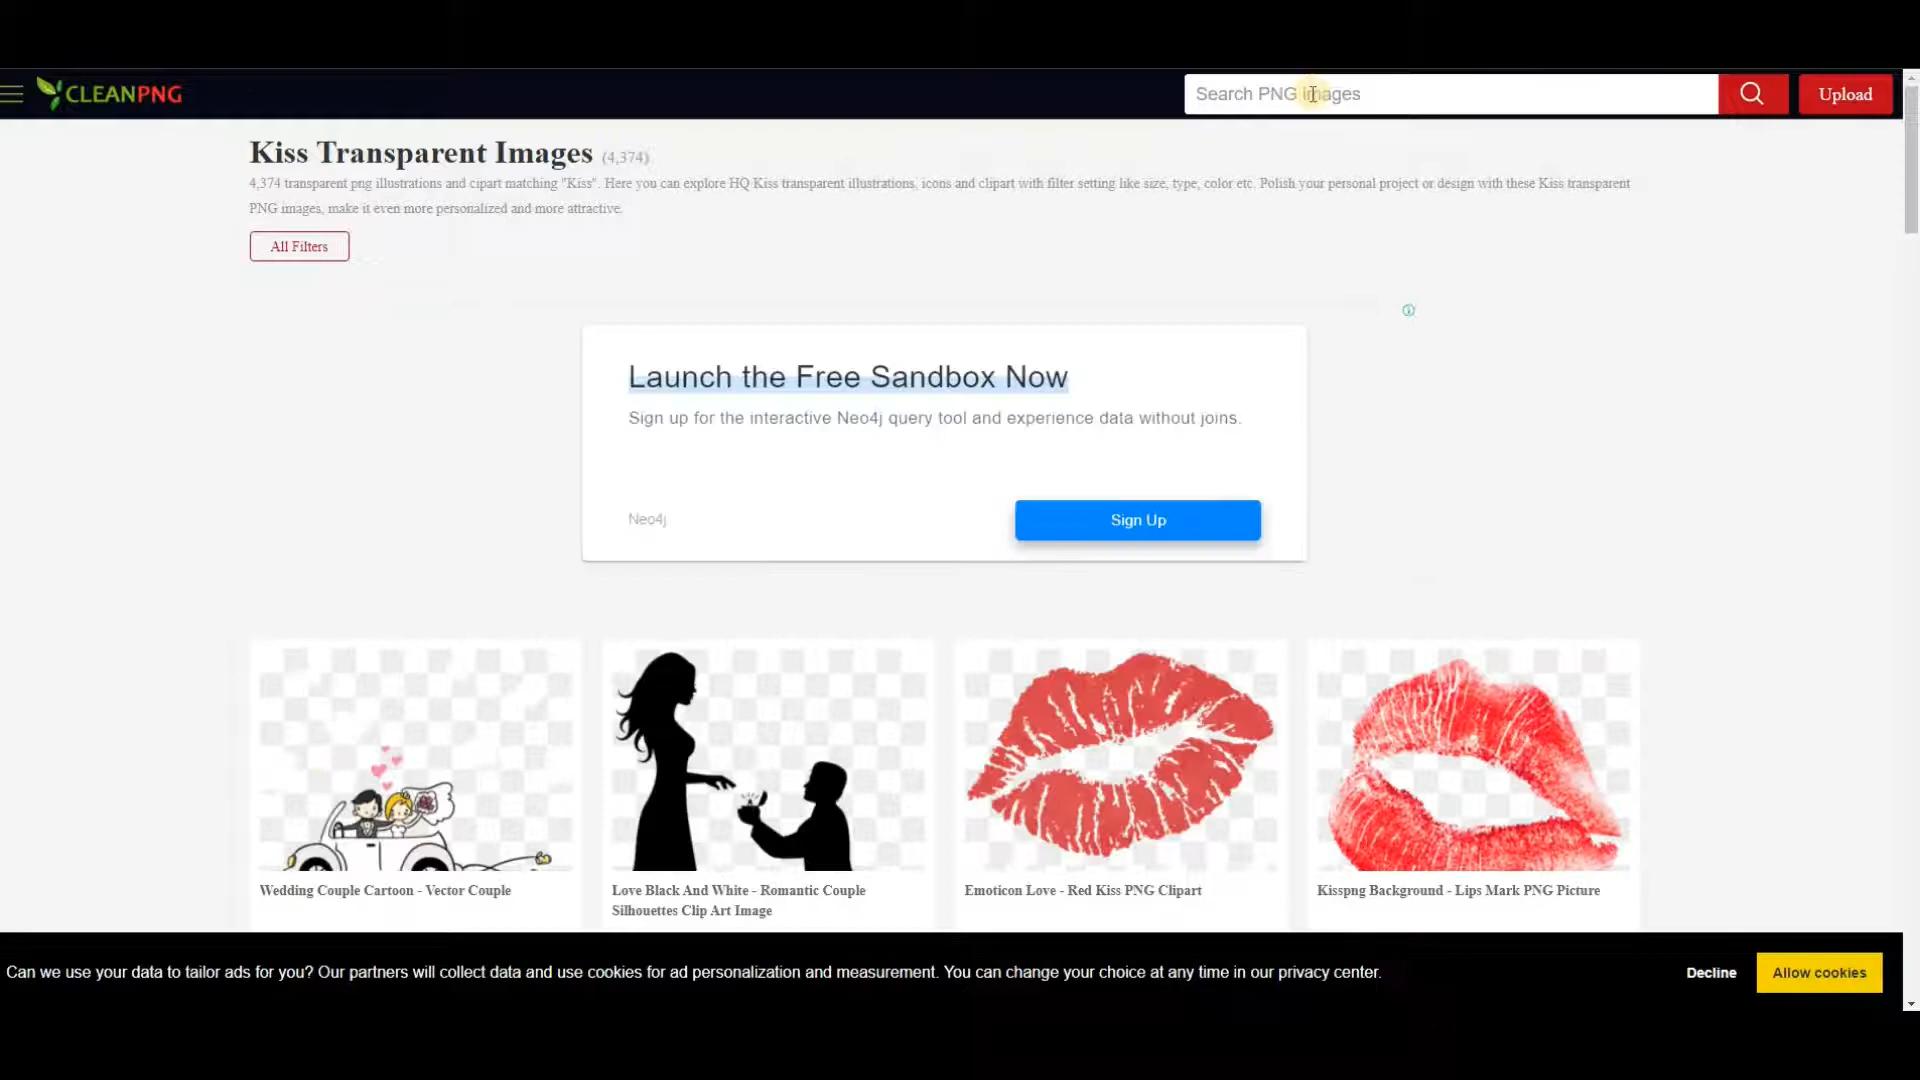 CLEANPNG
Search PNG images
Upload
Kiss Transparent Images (4,374)
4,374 transparent png illustrations and cipart matching "Kiss". Here you can explore HQ Kiss transparent illustrations, icons and clipart with filter setting like size, type, color etc. Polish your personal project or design with these Kiss transparent
PNG images, make it even more personalized and more attractive.
All Filters
Launch the Free Sandbox Now
Sign up for the interactive Neo4j query tool and experience data without joins.
Neo4j
Sign Up
Wedding Couple Cartoon - Vector Couple
Love Black And White - Romantic Couple
Silhouettes Clip Art Image
Emoticon Love - Red Kiss PNG Clipart
Kisspng Background - Lips Mark PNG Picture
Can we use your data to tailor ads for you? Our partners will collect data and use cookies for ad personalization and measurement. You can change your choice at any time in our privacy center.
Decline
Allow cookies